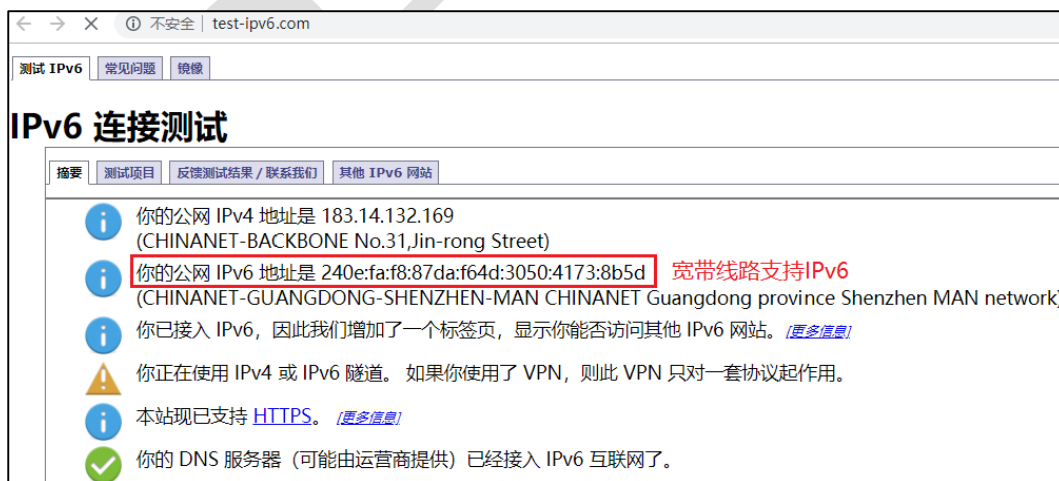 不安全 | test-ipv6.com
测试 IPv6 常见问题 镜像
IPv6 连接测试
摘要 测试项目 反馈测试结果 / 联系我们 其他 IPv6 网站
你的公网 IPv4 地址是 183.14.132.169
(CHINANET-BACKBONE No.31,Jin-rong Street)
你的公网 IPv6 地址是 240e:fa:f8:87da:f64d:3050:4173:8b5d 宽带线路支持IPv6
(CHINANET-GUANGDONG-SHENZHEN-MAN CHINANET Guangdong province Shenzhen MAN network)
你已接入 IPv6，因此我们增加了一个标签页，显示你能否访问其他 IPv6 网站。 [更多信息]
你正在使用 IPv4 或 IPv6 隧道。 如果你使用了 VPN，则此 VPN 只对一套协议起作用。
本站现已支持 HTTPS。 [更多信息]
你的 DNS 服务器（可能由运营商提供）已经接入 IPv6 互联网了。